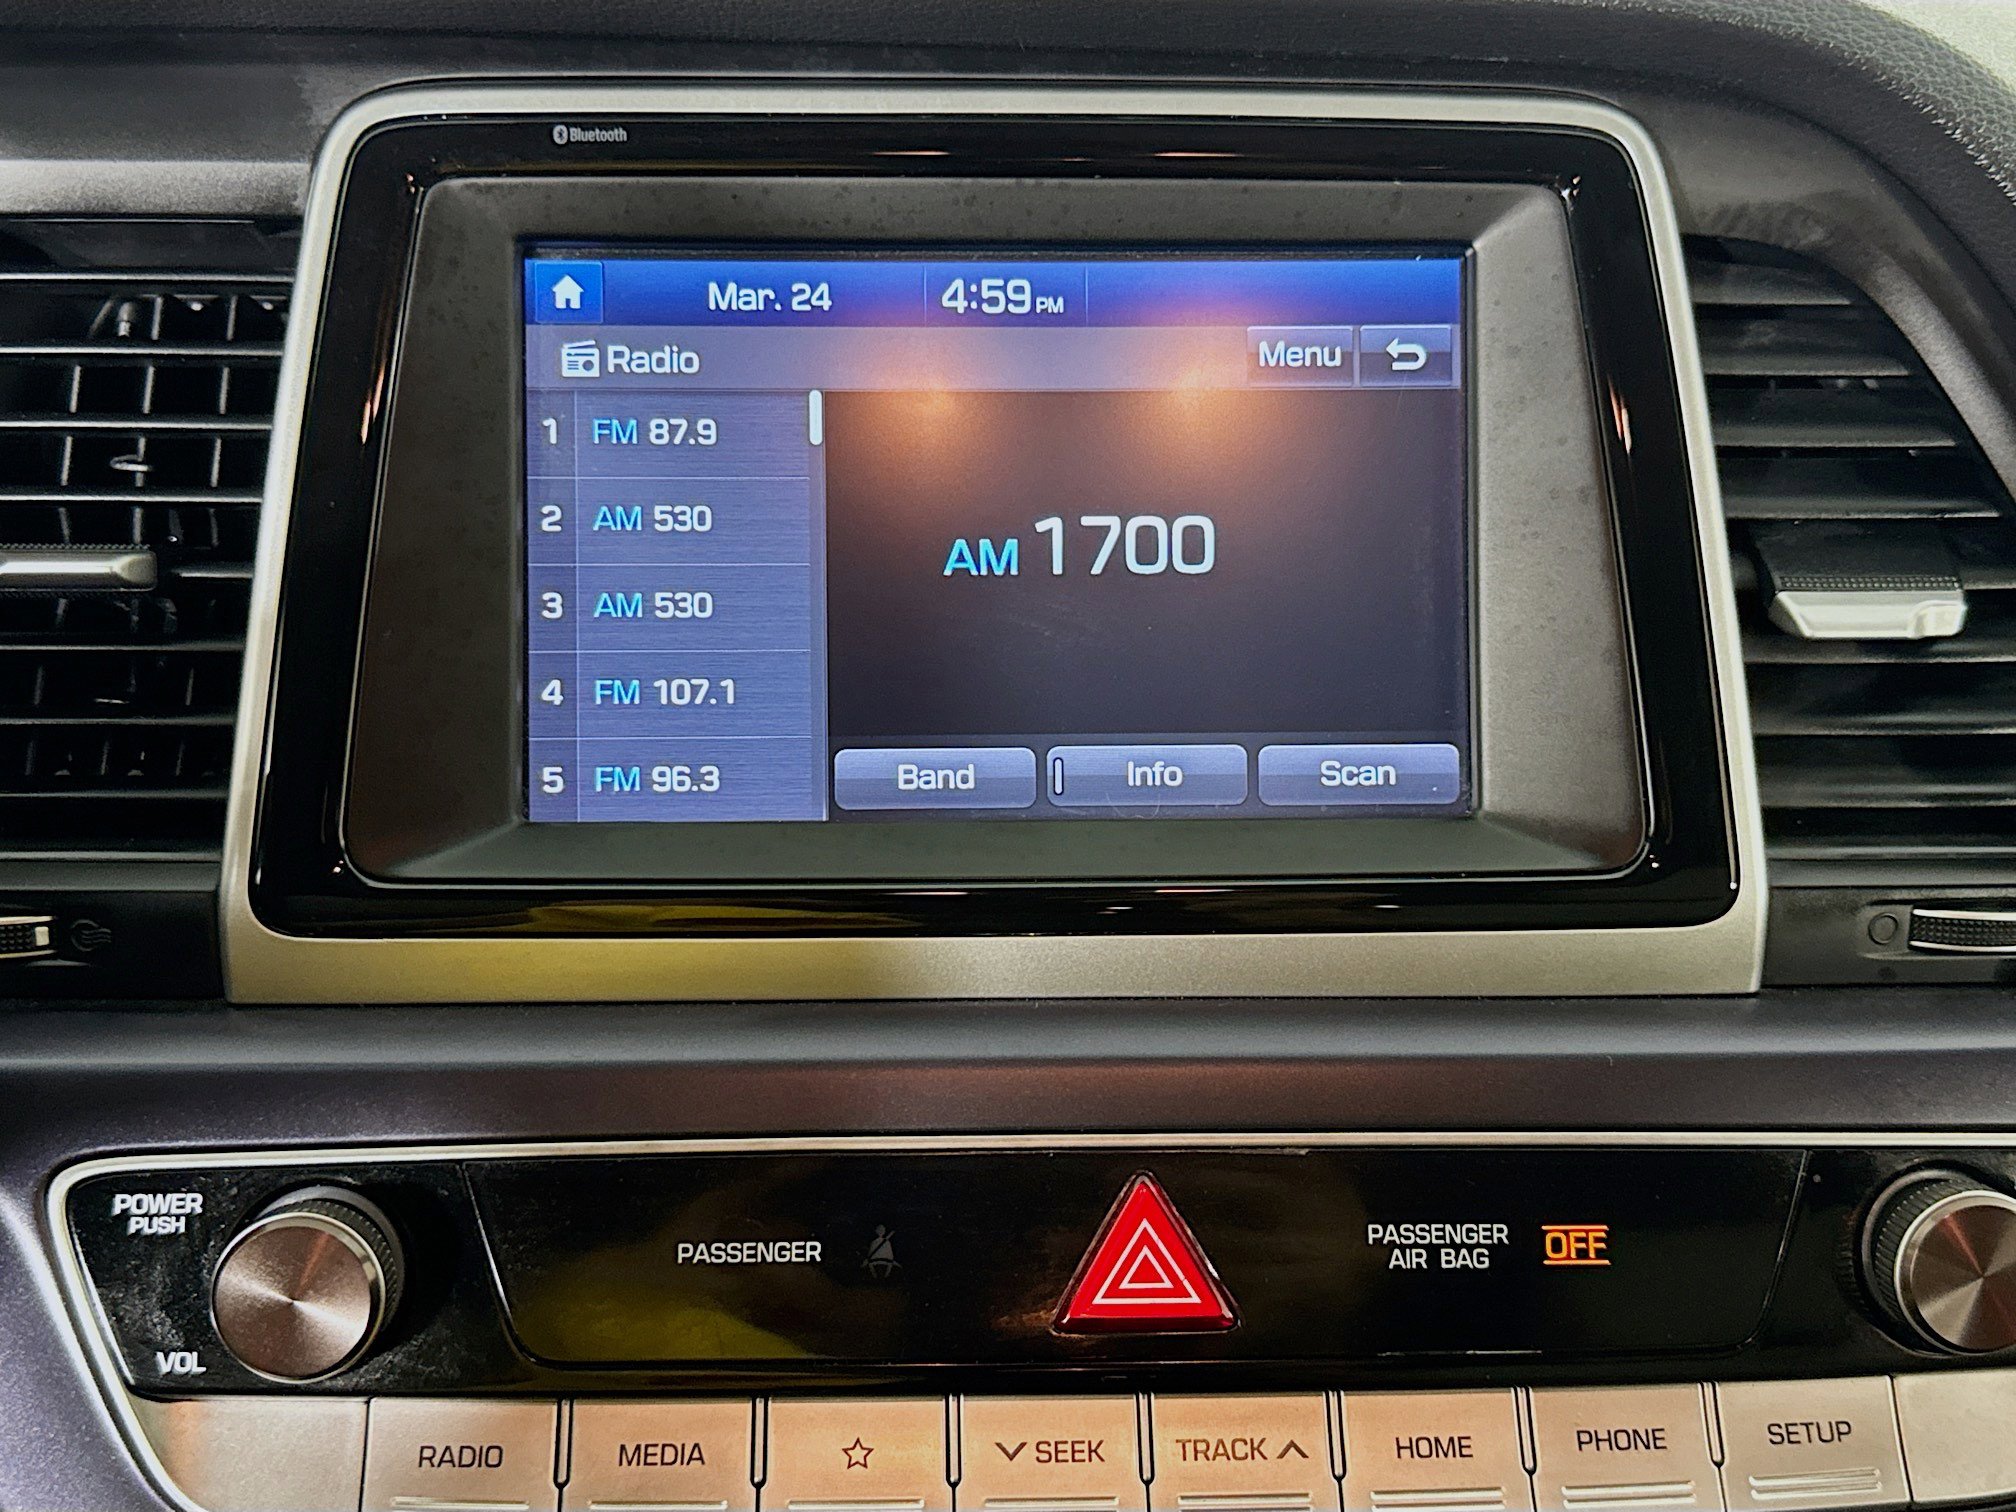 Bluetooth
Mar. 24 4:59 PM
Radio Menu
1 FM 87.9
2 AM 530
3 AM 530
4 FM 107.1
5 FM 96.3
AM 1700
Band Info Scan
POWER
PUSH
VOL
PASSENGER
PASSENGER
AIR BAG
OFF
RADIO MEDIA SEEK TRACK HOME PHONE SETUP